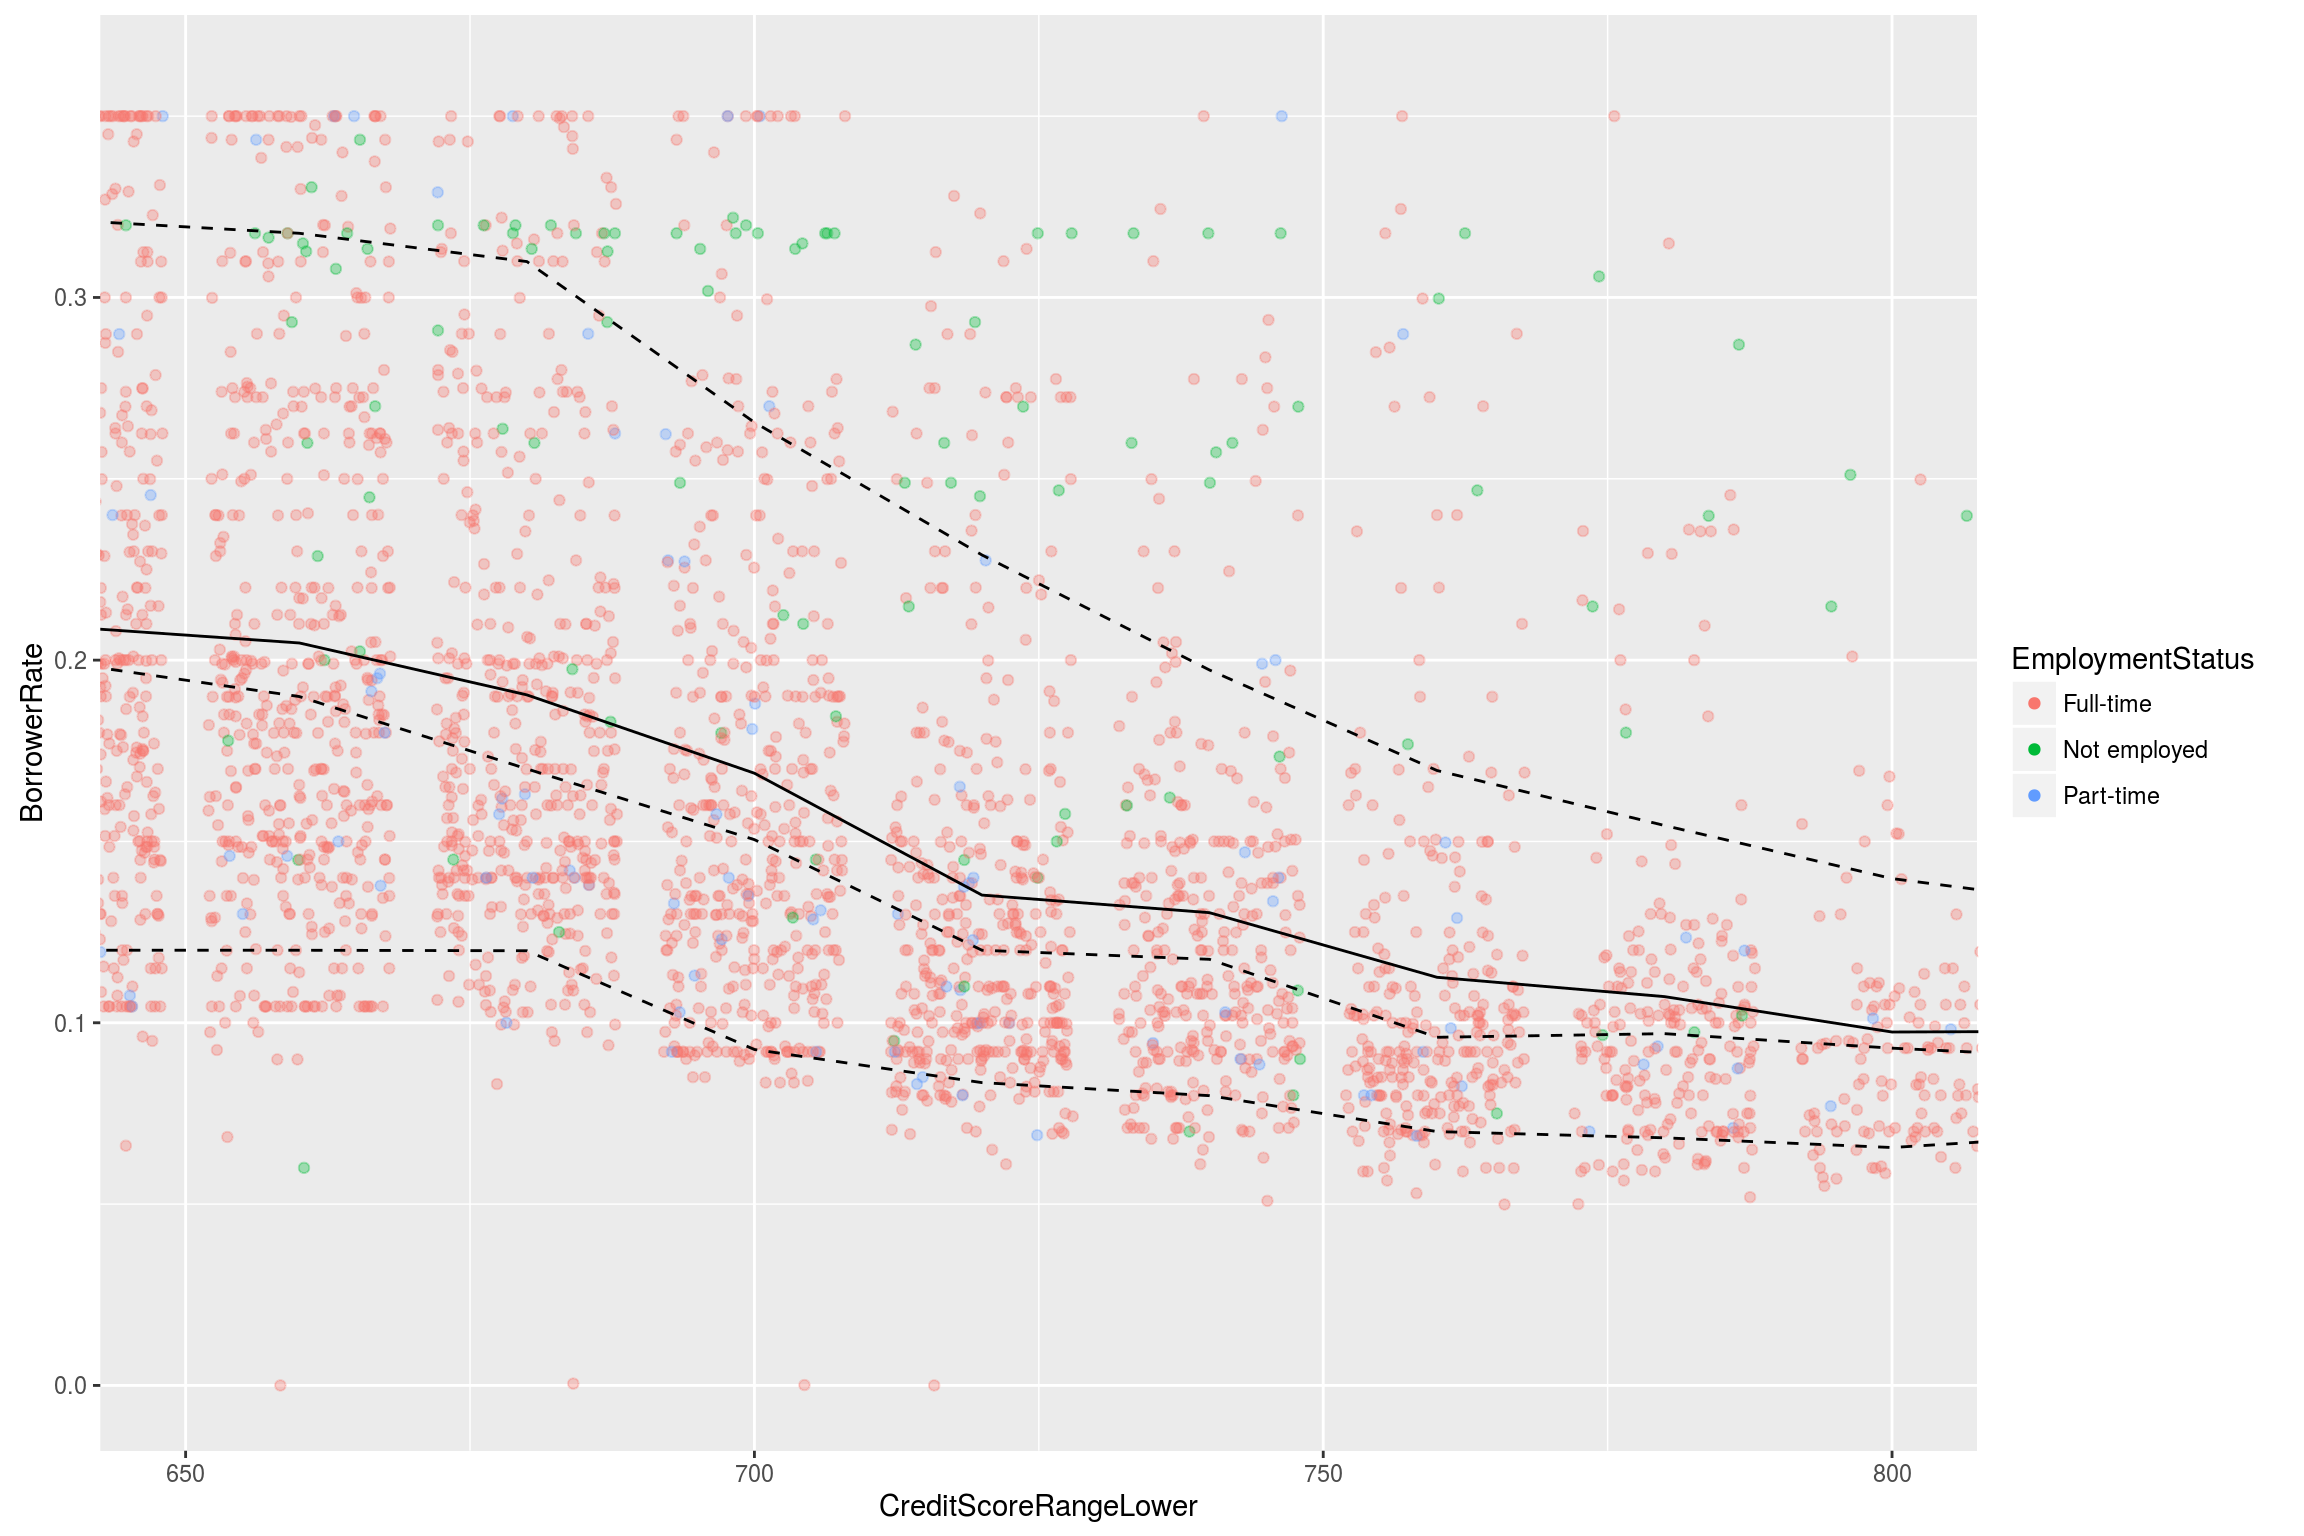 0.3
0.2
0.1
0.0
BorrowerRate
650
700
750
800
CreditScoreRangeLower
EmploymentStatus
Full-time
Not employed
Part-time